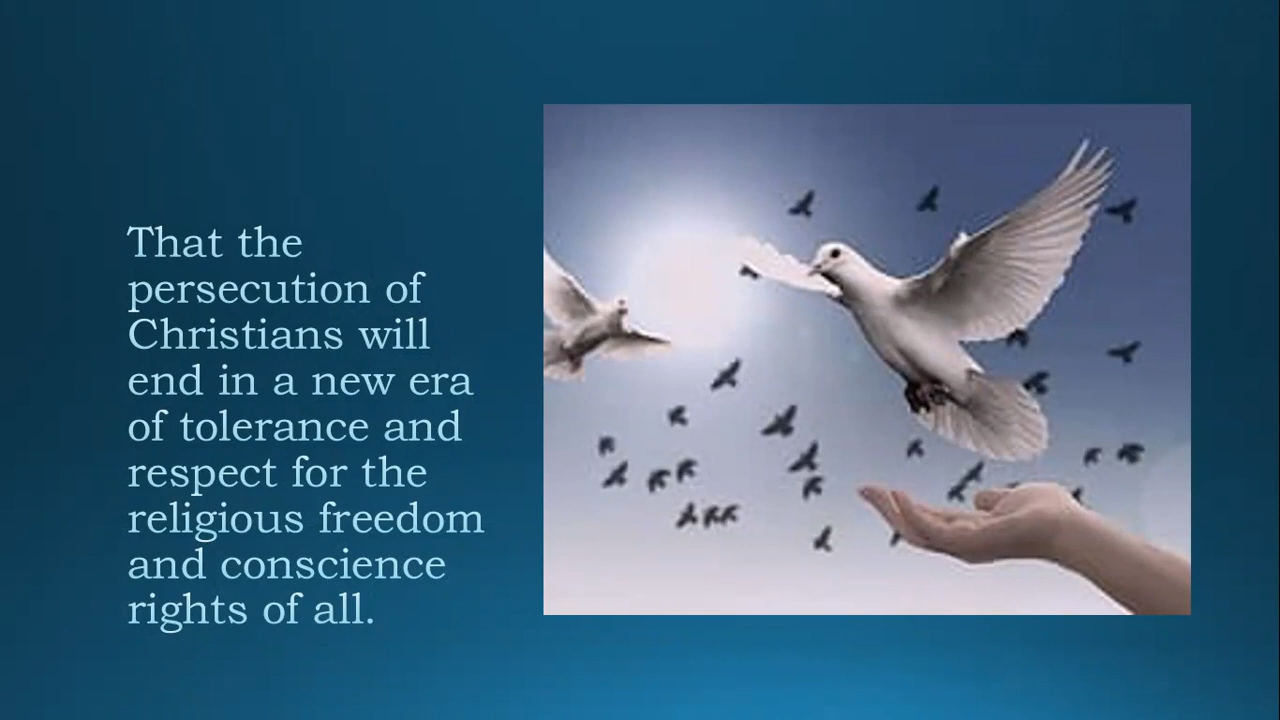 That the
persecution of
Christians will
end in a new era
of tolerance and
respect for the
religious freedom
and conscience
rights of all.